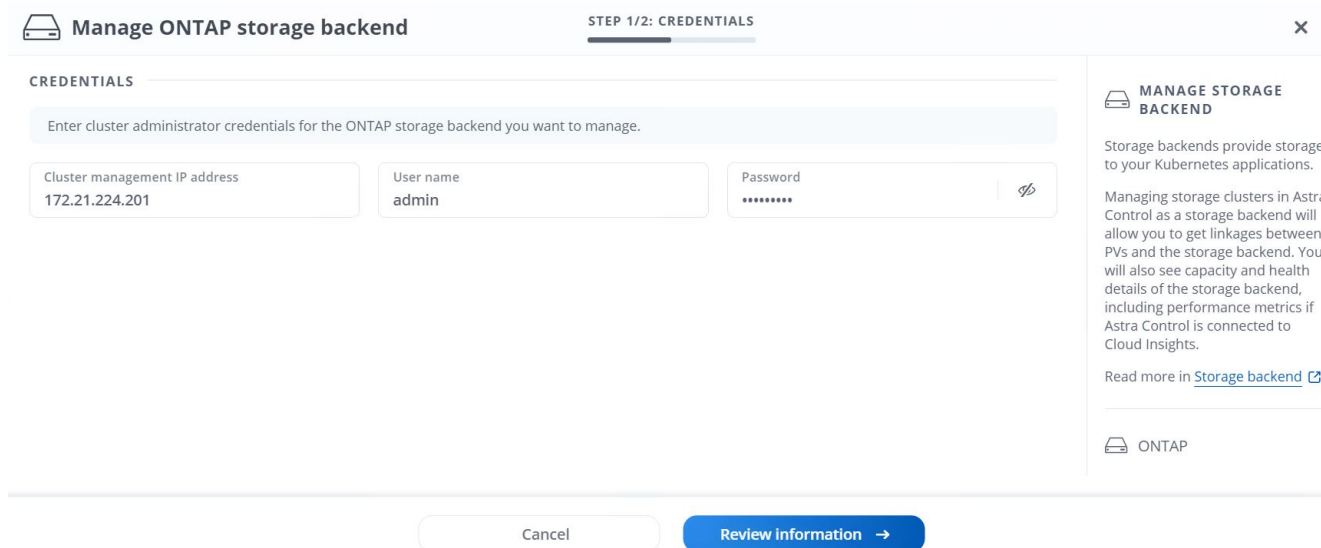 Manage ONTAP storage backend
STEP 1/2: CREDENTIALS
CREDENTIALS
Enter cluster administrator credentials for the ONTAP storage backend you want to manage.
Cluster management IP address
172.21.224.201
User name
admin
Password
•••••••••
MANAGE STORAGE
BACKEND
Storage backends provide storage
to your Kubernetes applications.
Managing storage clusters in Astra
Control as a storage backend will
allow you to get linkages between
PVs and the storage backend. You
will also see capacity and health
details of the storage backend,
including performance metrics if
Astra Control is connected to
Cloud Insights.
Read more in Storage backend
ONTAP
Cancel
Review information →